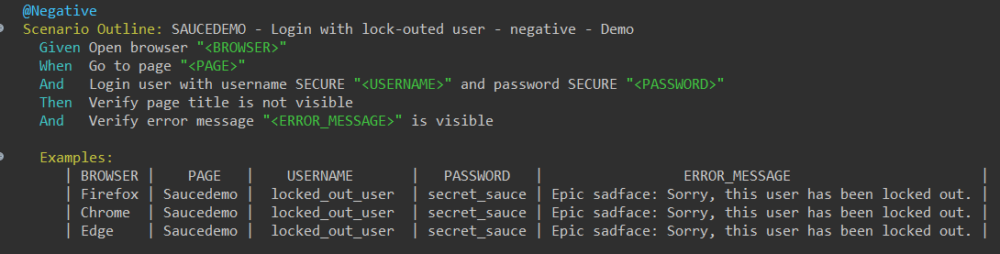 @Negative
Scenario Outline: SAUCEDEMO - Login with lock-outed user - negative - Demo
Given Open browser "<BROWSER>"
When Go to page "<PAGE>"
And Login user with username SECURE "<USERNAME>" and password SECURE "<PASSWORD>"
Then Verify page title is not visible
And Verify error message "<ERROR_MESSAGE>" is visible
Examples:
| BROWSER | PAGE | USERNAME | PASSWORD | ERROR_MESSAGE |
| Firefox | Saucedemo | locked_out_user | secret_sauce | Epic sadface: Sorry, this user has been locked out. |
| Chrome | Saucedemo | locked_out_user | secret_sauce | Epic sadface: Sorry, this user has been locked out. |
| Edge | Saucedemo | locked_out_user | secret_sauce | Epic sadface: Sorry, this user has been locked out. |